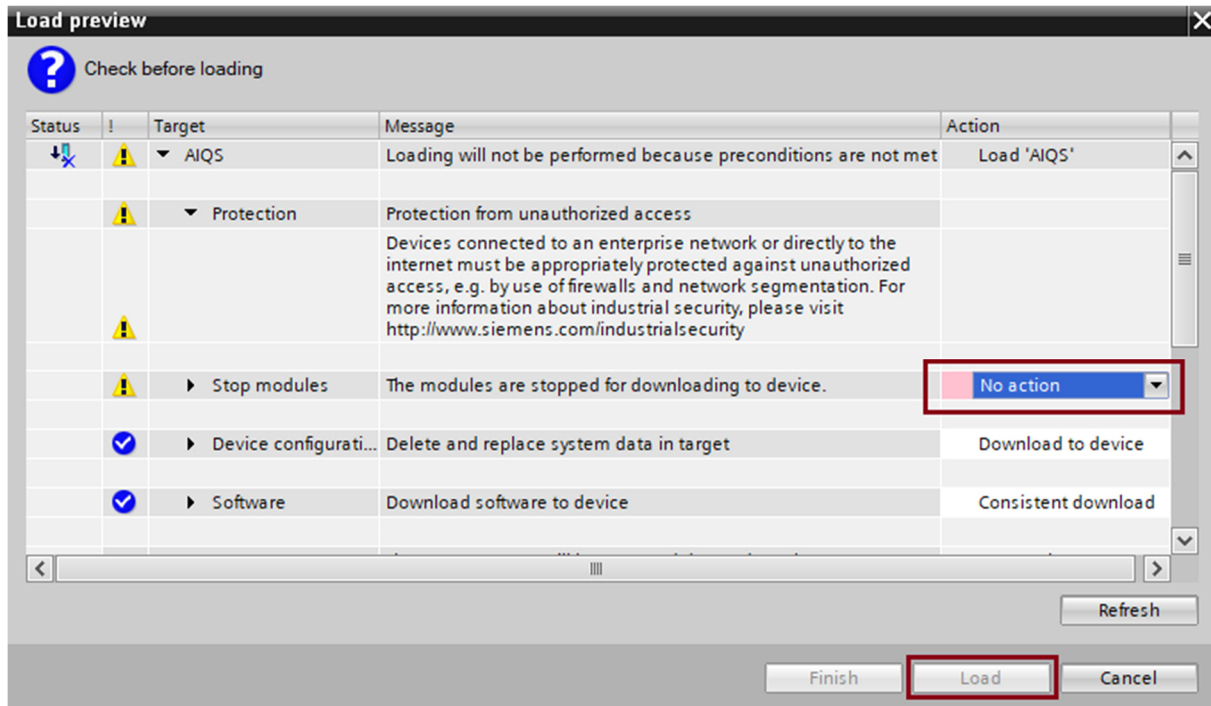 Load preview
Check before loading
Status ! Target Message Action
AIQS Loading will not be performed because preconditions are not met Load 'AIQS'
Protection Protection from unauthorized access
Devices connected to an enterprise network or directly to the
internet must be appropriately protected against unauthorized
access, e.g. by use of firewalls and network segmentation. For
more information about industrial security, please visit
http://www.siemens.com/industrialsecurity
Stop modules The modules are stopped for downloading to device. No action
Device configurati... Delete and replace system data in target Download to device
Software Download software to device Consistent download
Refresh
Finish Load Cancel